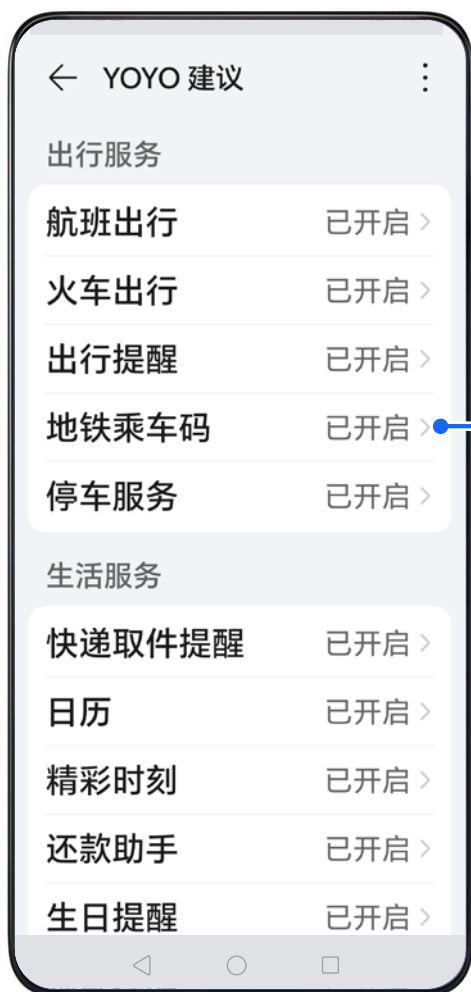 YOYO 建议
出行服务
航班出行 已开启
火车出行 已开启
出行提醒 已开启
地铁乘车码 已开启
停车服务 已开启
生活服务
快递取件提醒 已开启
日历 已开启
精彩时刻 已开启
还款助手 已开启
生日提醒 已开启